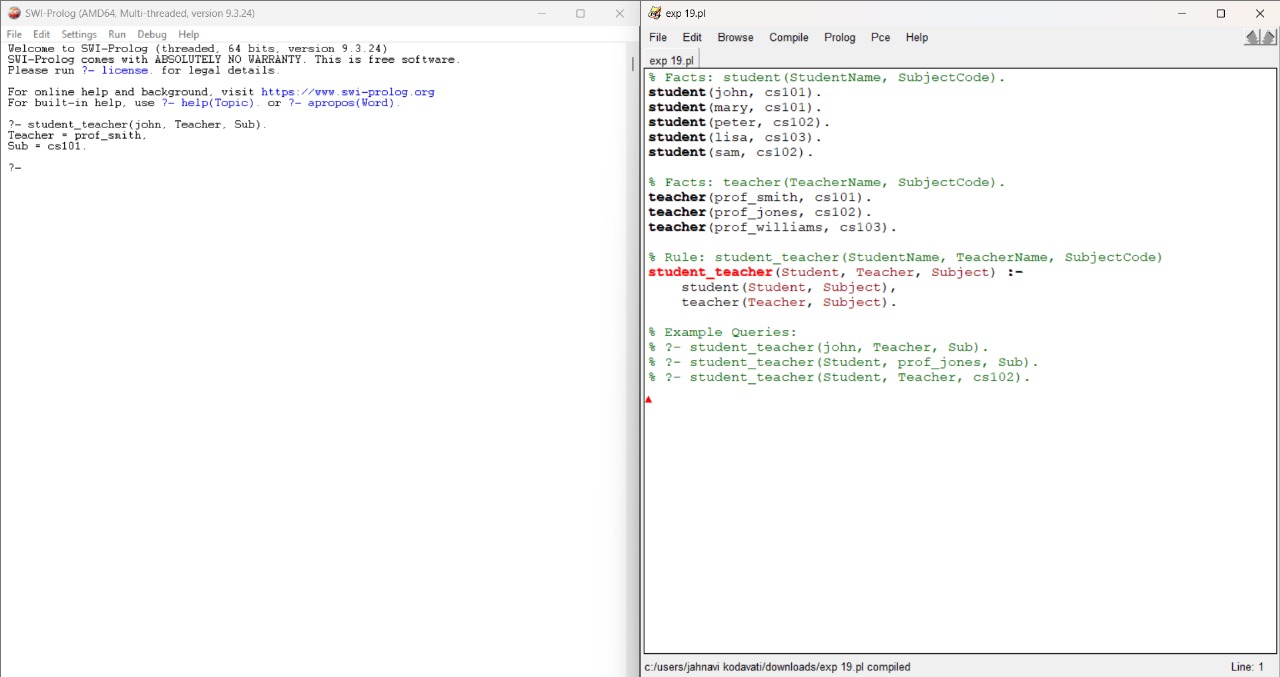 SWI-Prolog (AMD64, Multi-threaded, version 9.3.24)
File Edit Settings Run Debug Help
Welcome to SWI-Prolog (threaded, 64 bits, version 9.3.24)
SWI-Prolog comes with ABSOLUTELY NO WARRANTY. This is free software.
Please run ?- license. for legal details.
For online help and background, visit https://www.swi-prolog.org
For built-in help, use ?- help(Topic). or ?- apropos(Word).
?- student_teacher(john, Teacher, Sub).
Teacher = prof_smith,
Sub = cs101.
?-
exp 19.pl
File Edit Browse Compile Prolog Pce Help
exp 19.pl
% Facts: student(StudentName, SubjectCode).
student(john, cs101).
student(mary, cs101).
student(peter, cs102).
student(lisa, cs103).
student(sam, cs102).
% Facts: teacher(TeacherName, SubjectCode).
teacher(prof_smith, cs101).
teacher(prof_jones, cs102).
teacher(prof_williams, cs103).
% Rule: student_teacher(StudentName, TeacherName, SubjectCode)
student_teacher(Student, Teacher, Subject) :-
    student(Student, Subject),
    teacher(Teacher, Subject).
% Example Queries:
% ?- student_teacher(john, Teacher, Sub).
% ?- student_teacher(Student, prof_jones, Sub).
% ?- student_teacher(Student, Teacher, cs102).
c:/users/jahnavi kodavati/downloads/exp 19.pl compiled
Line: 1